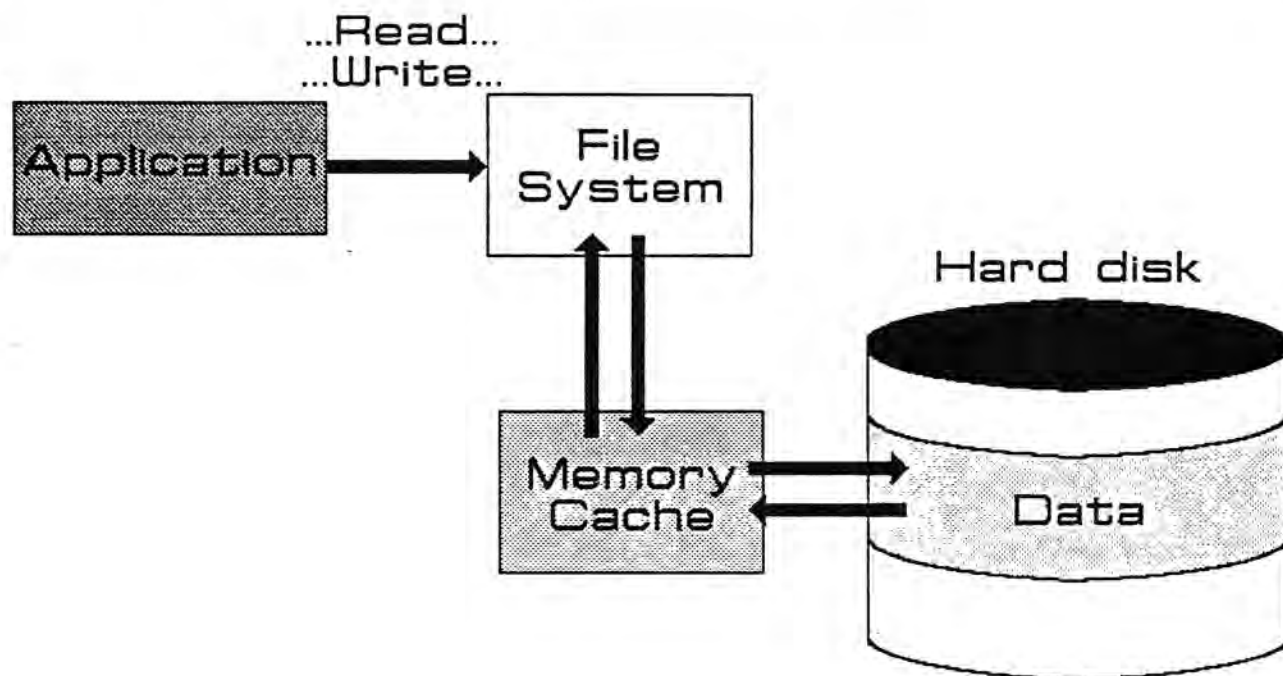 ...Read...
...Write...
Application
File
System
Hard disk
Memory
Cache
Data